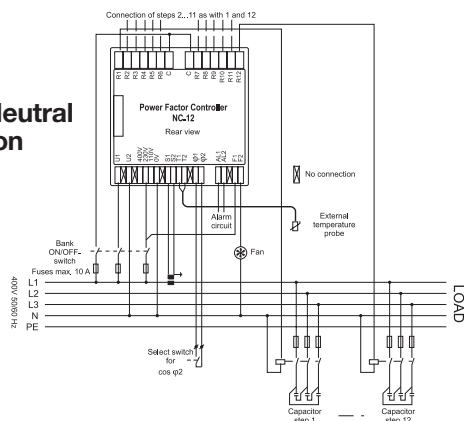 Connection of steps 2...11 as with 1 and 12
R1 R2 R3 R4 R5 R6 C C R7 R8 R9 R10 R11 R12
Neutral
on
Power Factor Controller
NC-12
Rear view
U1 U2 400V 230V 110V 0V S1 S2 T1 T2 φ1 φ2 AL1 AL2 F1 F2
No connection
Alarm
circuit
External
temperature
probe
Bank
ON/OFF-
switch
Fan
Fuses max. 10 A
400V 50/60 Hz
L1
L2
L3
N
PE
LOAD
Select switch
for
cos φ2
Capacitor
step 1
Capacitor
step 12